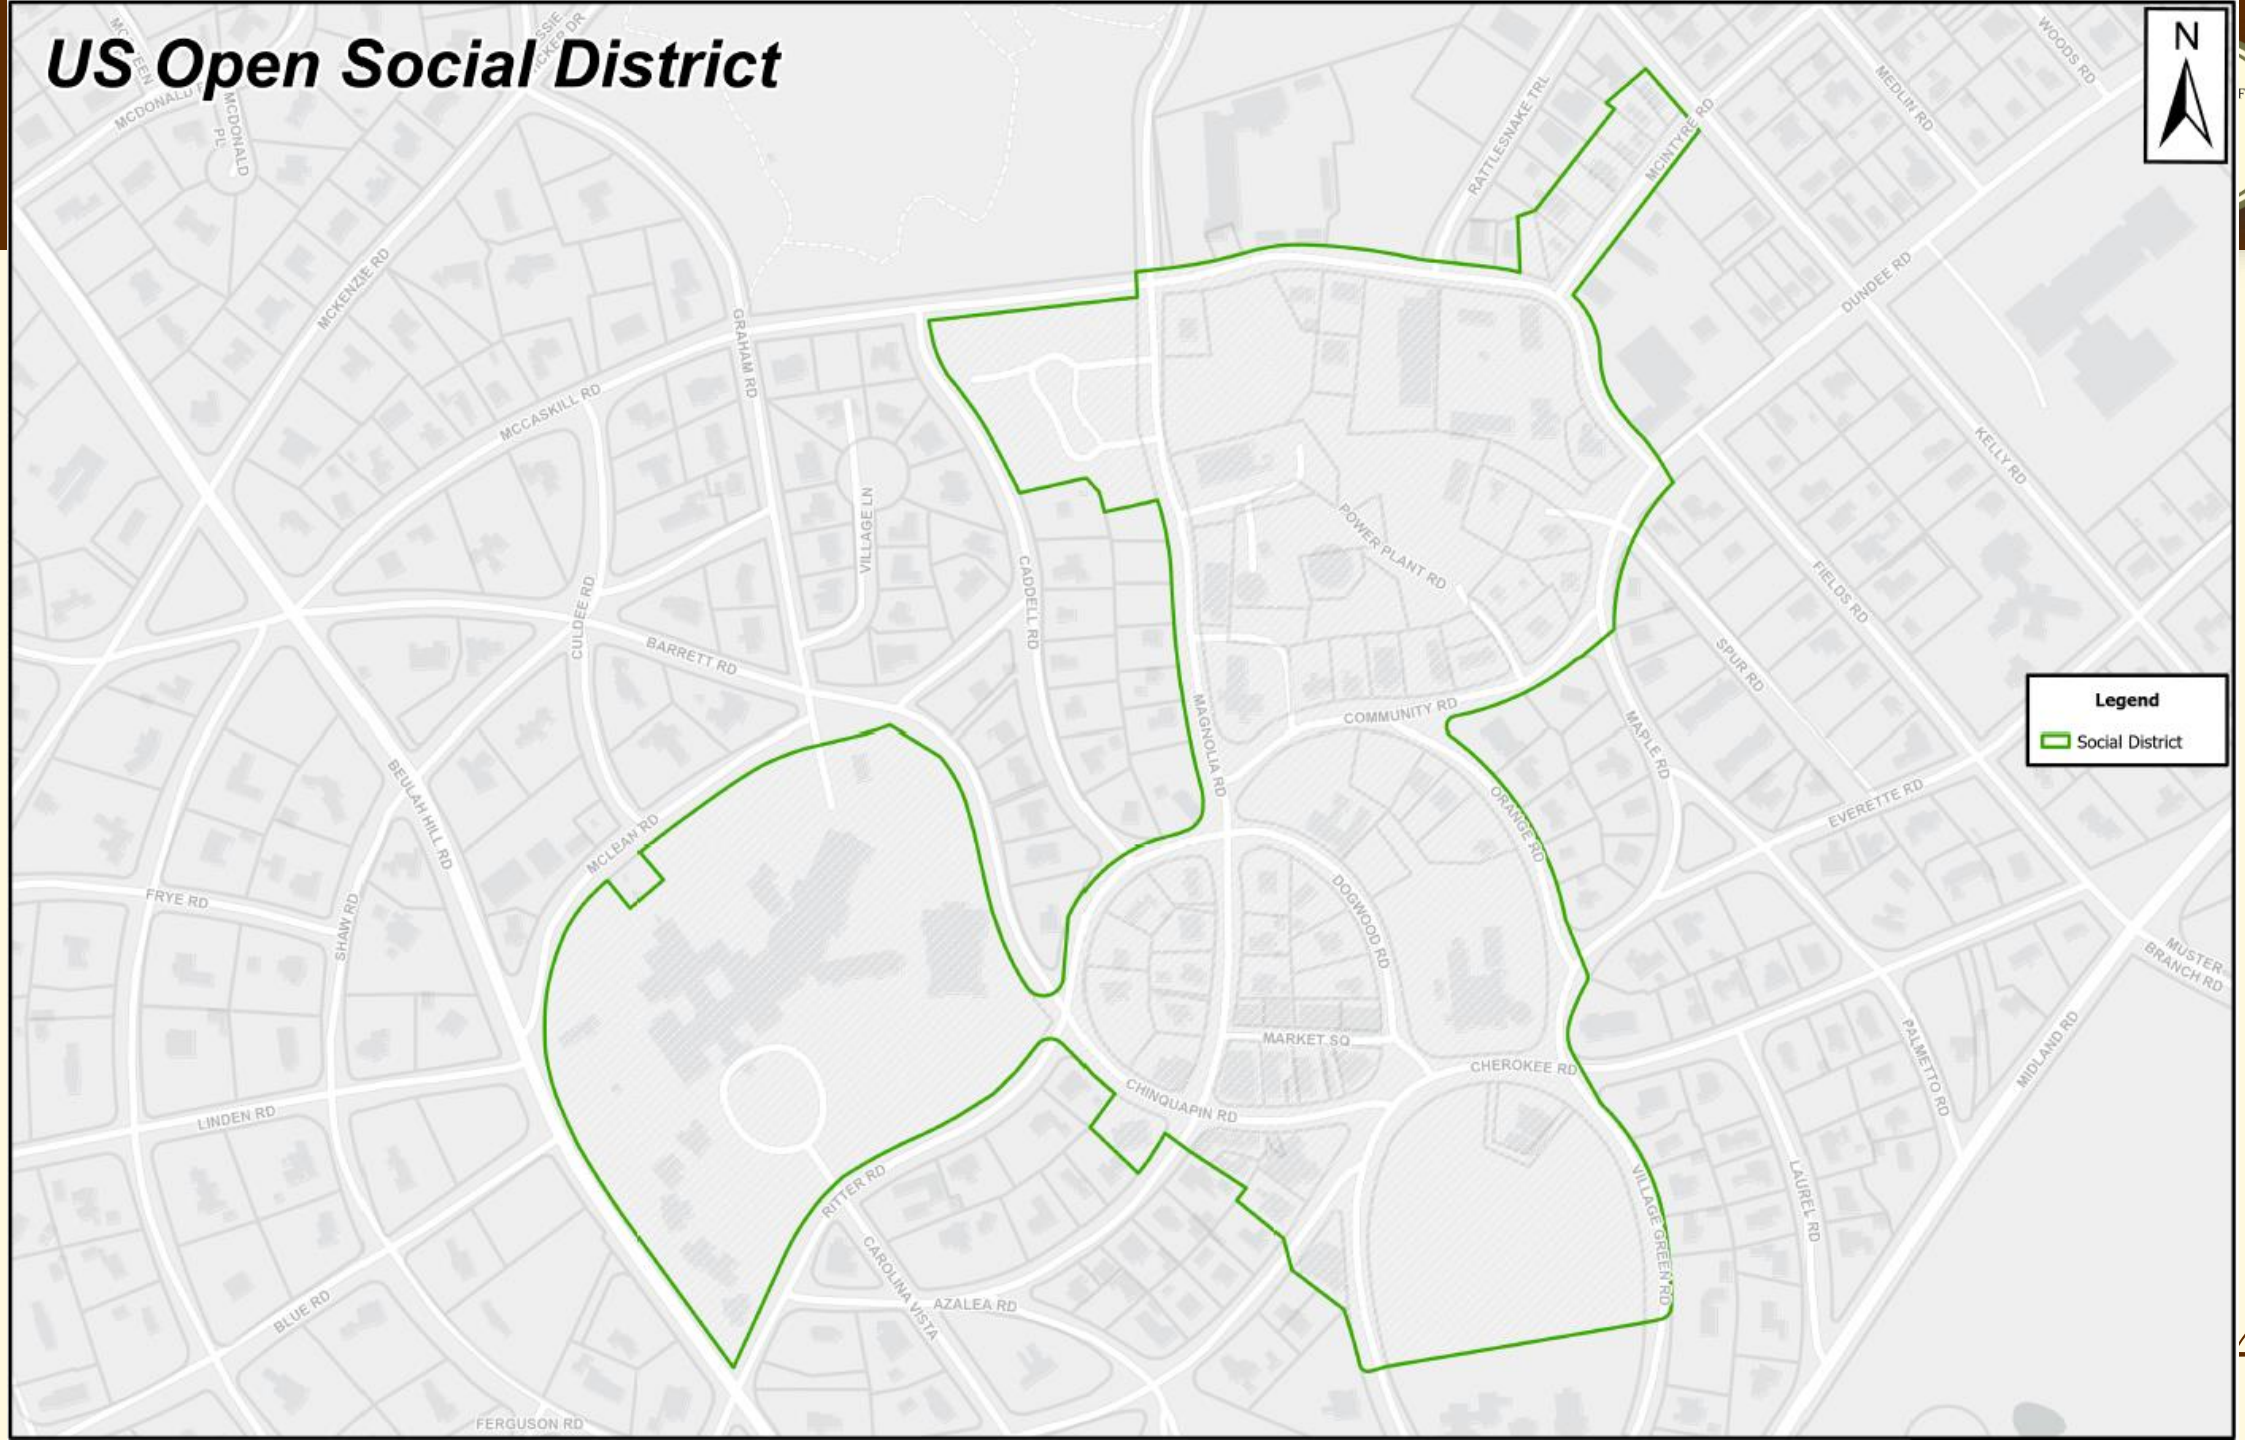 US Open Social District
N
MCDONALD
PL
MCKENZIE RD
GRAHAM RD
MCCASKILL RD
VILLAGE LN
CULDEE RD
BARRETT RD
CADDELL RD
RATTLESNAKE TRL
MCINTYRE RD
MEDLIN RD
WOODS RD
DUNDEE RD
KELLY RD
FIELDS RD
SPUR RD
POWER PLANT RD
COMMUNITY RD
MAGNOLIA RD
MAPLE RD
ORANGE RD
EVERETTE RD
Legend
Social District
BEULAH HILL RD
MCLEAN RD
FRYE RD
SHAW RD
DOGWOOD RD
MARKET SQ
CHEROKEE RD
CHINQUAPIN RD
MUSTER
BRANCH RD
PALMETTO RD
MIDLAND RD
LINDEN RD
RITTER RD
CAROLINA VISTA
AZALEA RD
VILLAGE GREEN RD
LAUREL RD
BLUE RD
FERGUSON RD